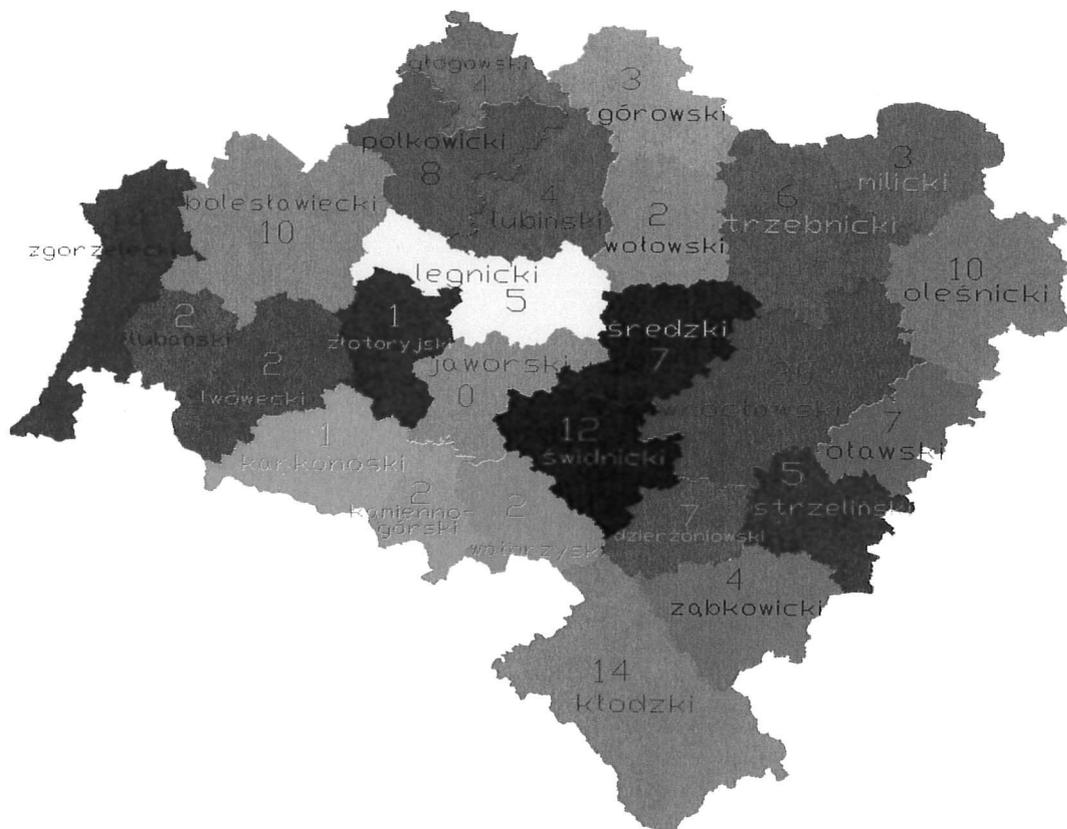 głogowski
4
3
górowski
połkowicki
8
4
lubiński
3
milicki
6
trzebnicki
bolesławiecki
10
2
wołowski
zgorzelecki
legnicki
5
10
oleśnicki
2
lubański
1
złotoryjski
średzki
7
2
lwówecki
jaworski
0
wrocławski
7
oławski
12
świdnicki
1
karkonoski
5
strzeliński
2
kamienno-
górski
2
7
dzierżoniowski
4
ząbkowicki
14
kłodzki